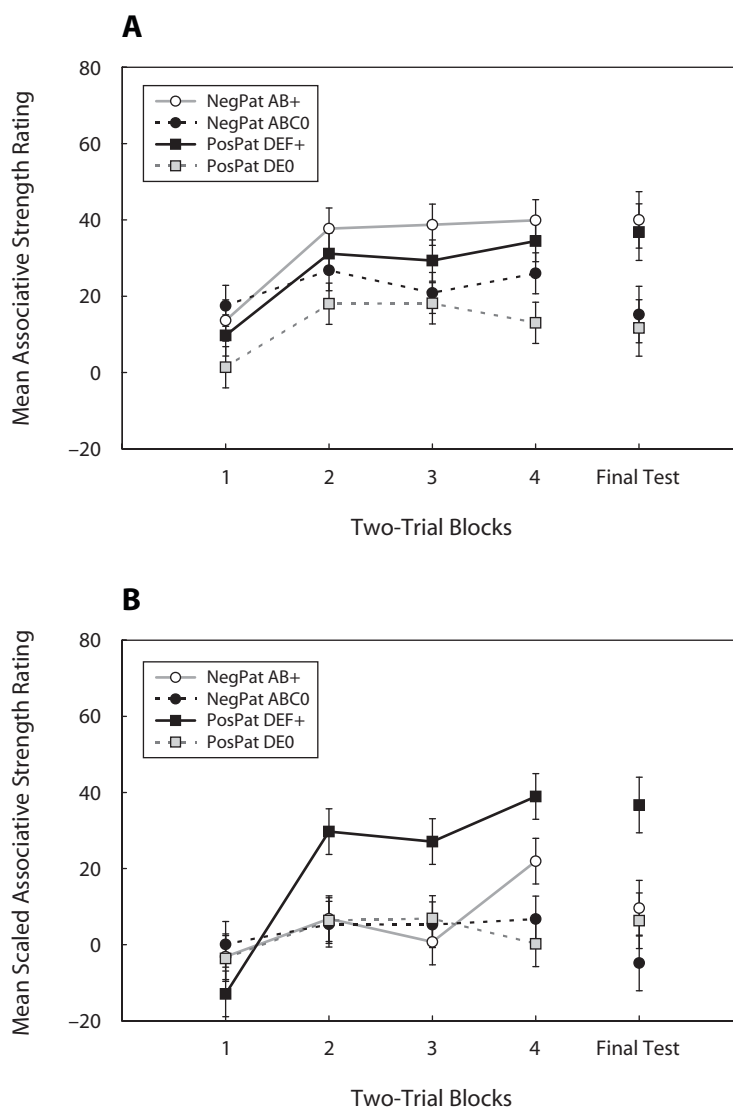 A
Mean Associative Strength Rating
80
60
40
20
0
–20
NegPat AB+
NegPat ABC0
PosPat DEF+
PosPat DE0
1 2 3 4 Final Test
Two-Trial Blocks
B
Mean Scaled Associative Strength Rating
80
60
40
20
0
–20
NegPat AB+
NegPat ABC0
PosPat DEF+
PosPat DE0
1 2 3 4 Final Test
Two-Trial Blocks